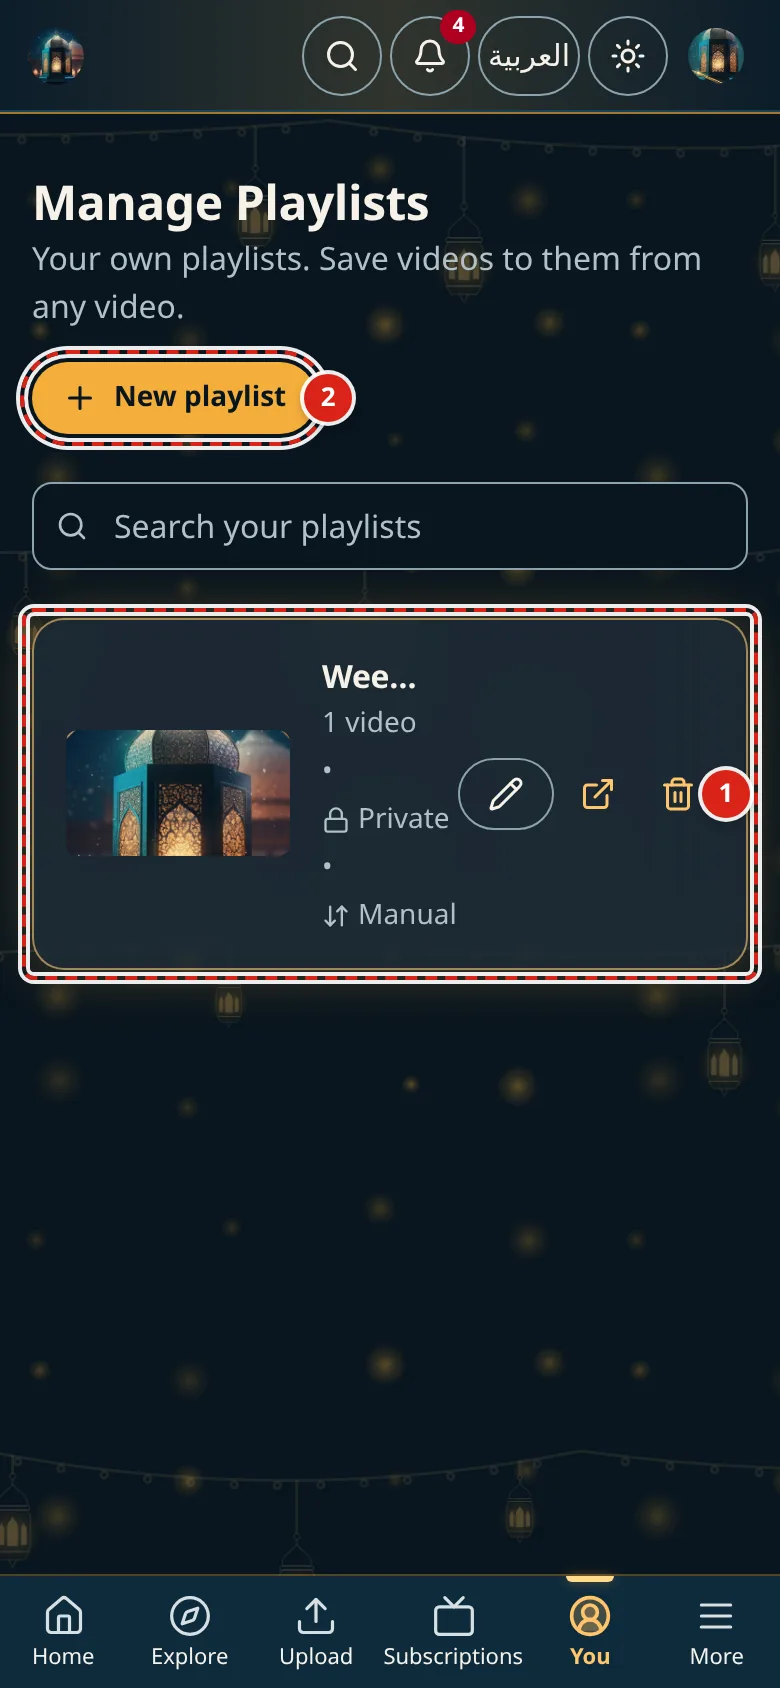 4
العربية
Manage Playlists
Your own playlists. Save videos to them from
any video.
New playlist
2
Search your playlists
Wee...
1 video
•
Private
•
Manual
1
Home
Explore
Upload
Subscriptions
You
More